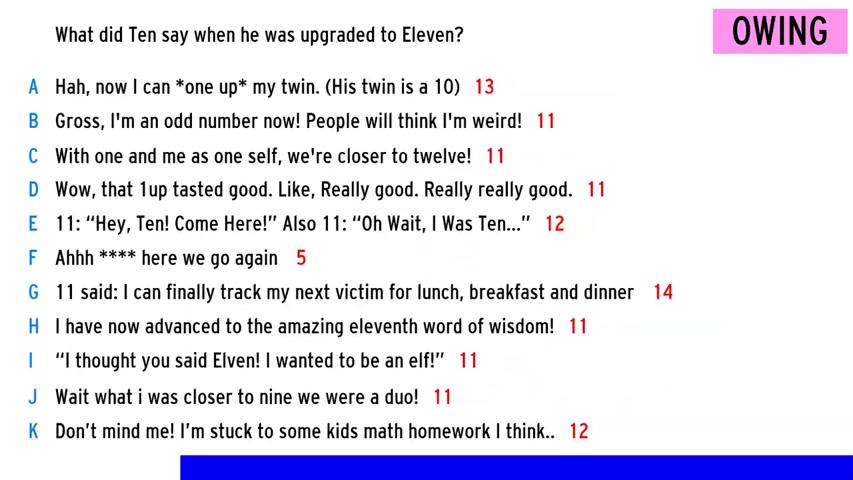 What did Ten say when he was upgraded to Eleven?
OWING
A Hah, now I can *one up* my twin. (His twin is a 10) 13
B Gross, I'm an odd number now! People will think I'm weird! 11
C With one and me as one self, we're closer to twelve! 11
D Wow, that 1up tasted good. Like, Really good. Really really good. 11
E 11: “Hey, Ten! Come Here!” Also 11: “Oh Wait, I Was Ten...” 12
F Ahhh **** here we go again 5
G 11 said: I can finally track my next victim for lunch, breakfast and dinner 14
H I have now advanced to the amazing eleventh word of wisdom! 11
I “I thought you said Elven! I wanted to be an elf!” 11
J Wait what i was closer to nine we were a duo! 11
K Don’t mind me! I’m stuck to some kids math homework I think.. 12